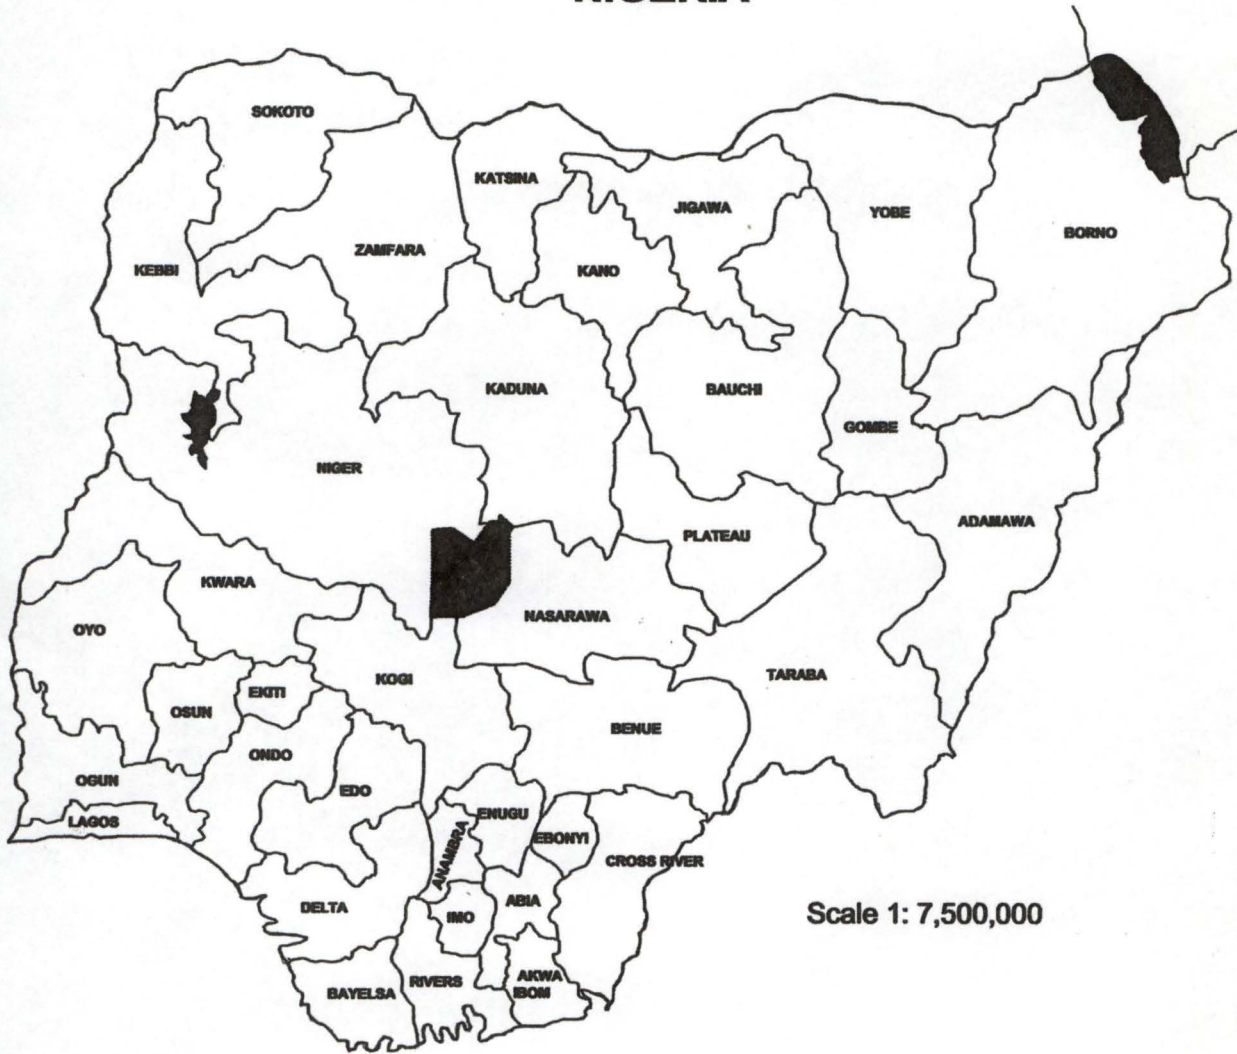 NIGERIA
SOKOTO
KATSINA
JIGAWA
YOBE
BORNO
KEBBI
ZAMFARA
KANO
KADUNA
BAUCHI
GOMBE
NIGER
ADAMAWA
PLATEAU
KWARA
NASARAWA
OYO
KOGI
TARABA
EKITI
OSUN
BENUE
ONDO
OGUN
EDO
LAGOS
ENUGU
EBONYI
ANAMBRA
CROSS RIVER
DELTA
ABIA
IMO
Scale 1: 7,500,000
AKWA
IBOM
RIVERS
BAYELSA